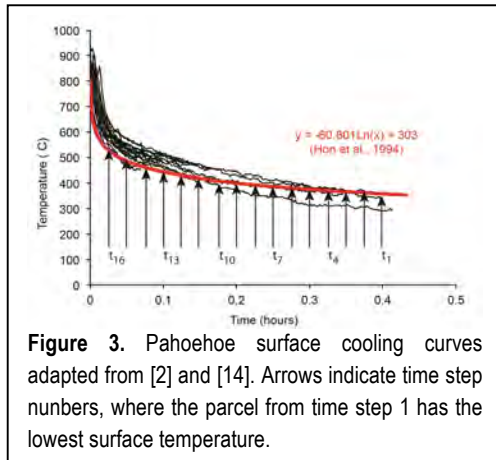 1000
900
800
700
600
500
400
300
200
100
0
Temperature ( C)
y = -60.801Ln(x) + 303
(Hon et al., 1994)
t16 t13 t10 t7 t4 t1
0 0.1 0.2 0.3 0.4 0.5
Time (hours)
Figure 3. Pahoehoe surface cooling curves
adapted from [2] and [14]. Arrows indicate time step
nunbers, where the parcel from time step 1 has the
lowest surface temperature.